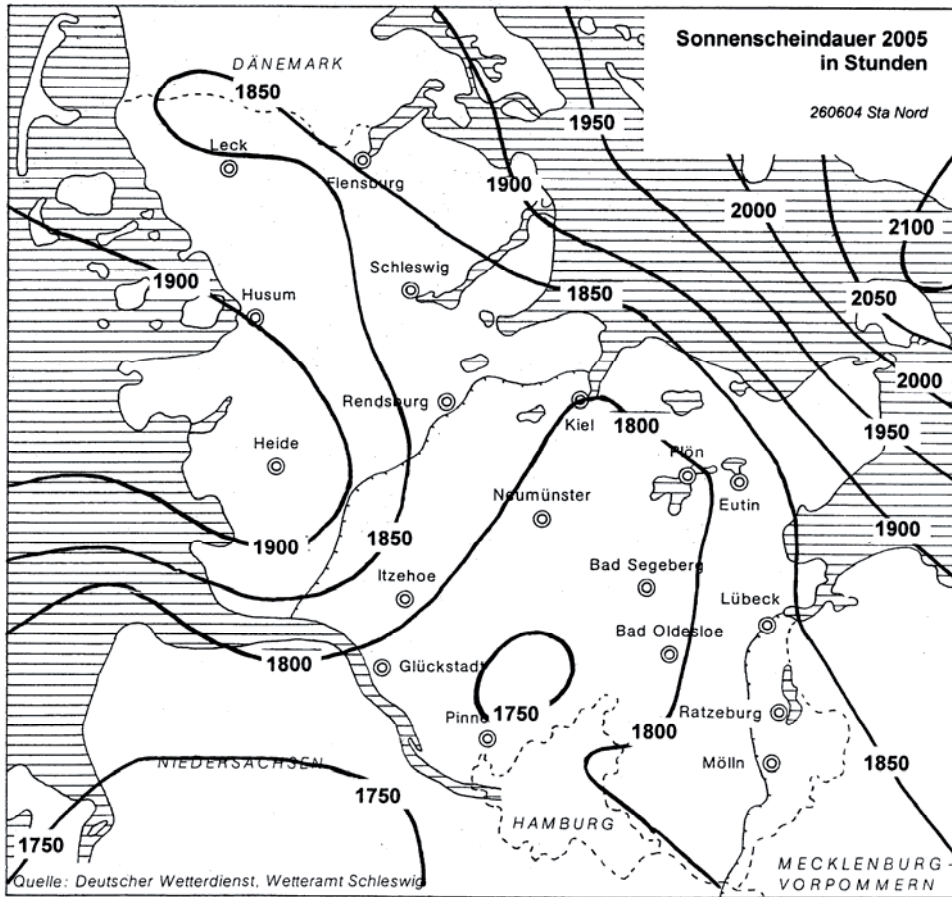 Sonnenscheindauer 2005
in Stunden
260604 Sta Nord
DÄNEMARK
1850
1950
Leck
Flensburg
1900
2000
2100
Schleswig
1900
Husum
1850
2050
Rendsburg
Kiel
1800
2000
Heide
Plön
1950
Neumünster
Eutin
1900
1900
1850
Itzehoe
Bad Segeberg
Lübeck
Bad Oldesloe
1800
Glückstadt
1750
Pinne
Ratzeburg
1800
NIEDERSACHSEN
Mölln
1850
1750
HAMBURG
1750
MECKLENBURG-
VORPOMMERN
Quelle: Deutscher Wetterdienst, Wetteramt Schleswig